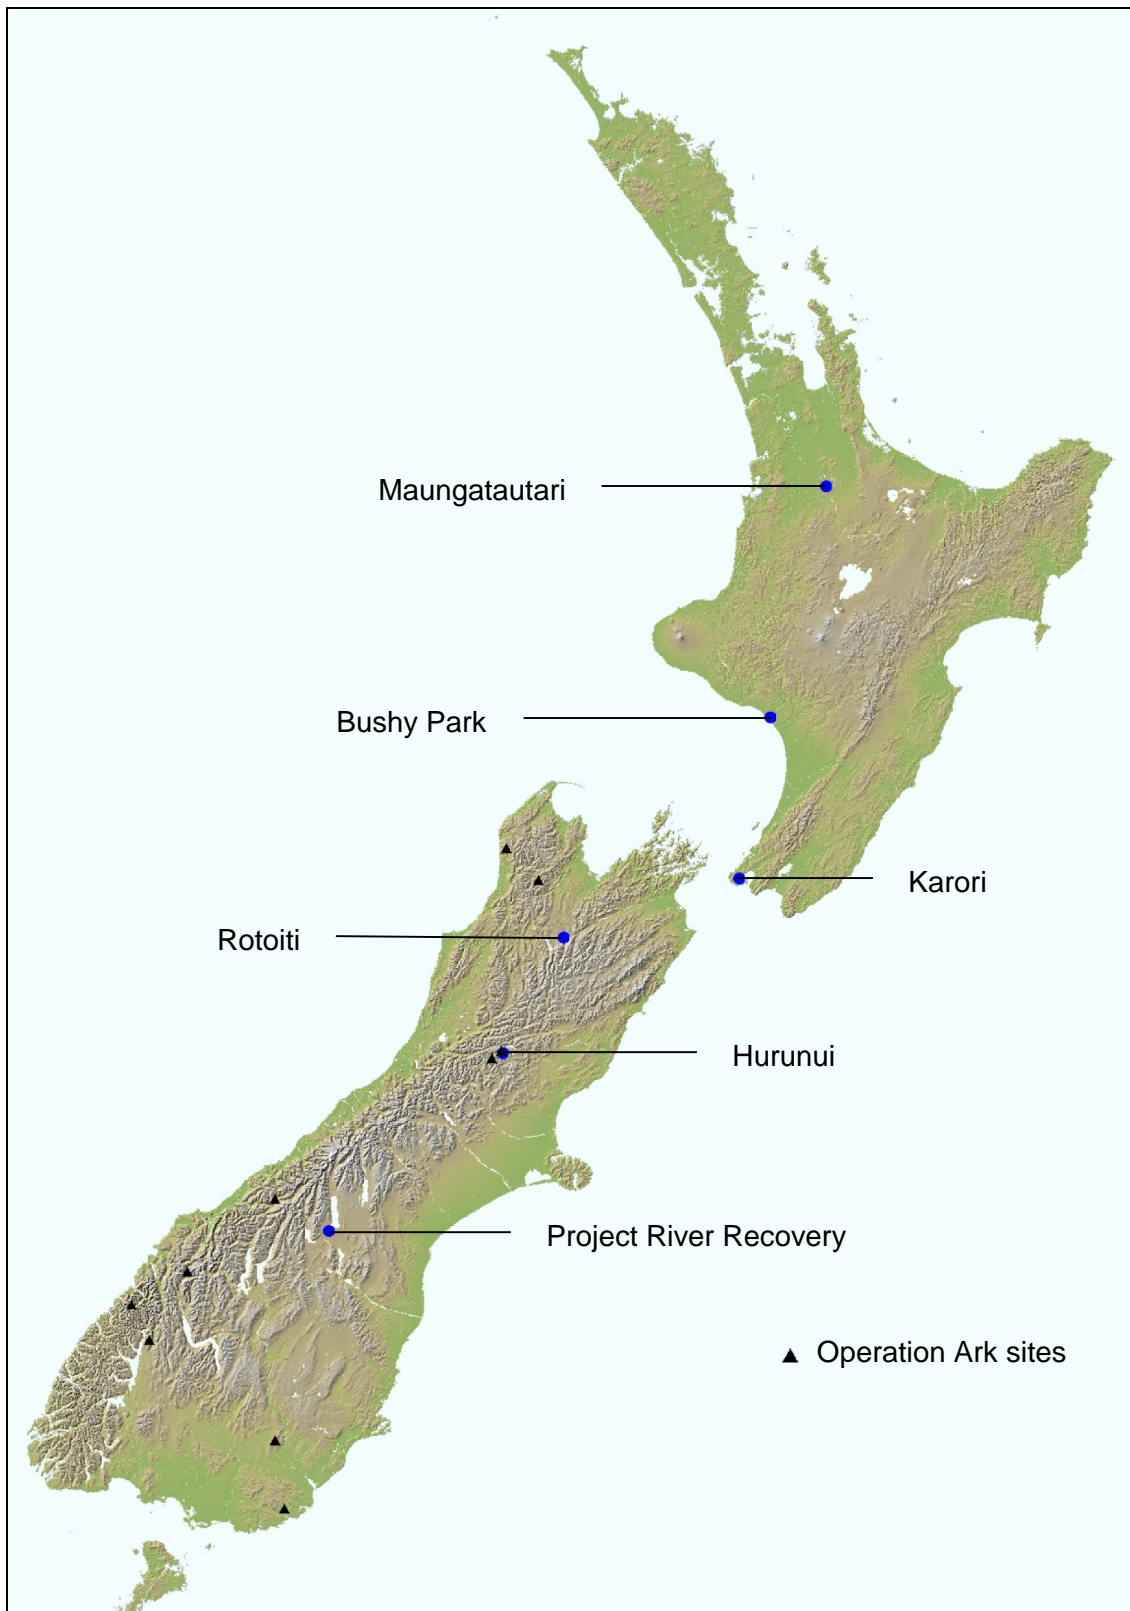 Maungatautari
Bushy Park
Karori
Rotoiti
Hurunui
Project River Recovery
Operation Ark sites